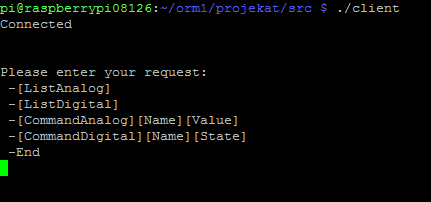 pi@raspberrypi08126:~/orm1/projekat/src $ ./client
Connected
Please enter your request:
-[ListAnalog]
-[ListDigital]
-[CommandAnalog][Name][Value]
-[CommandDigital][Name][State]
-End